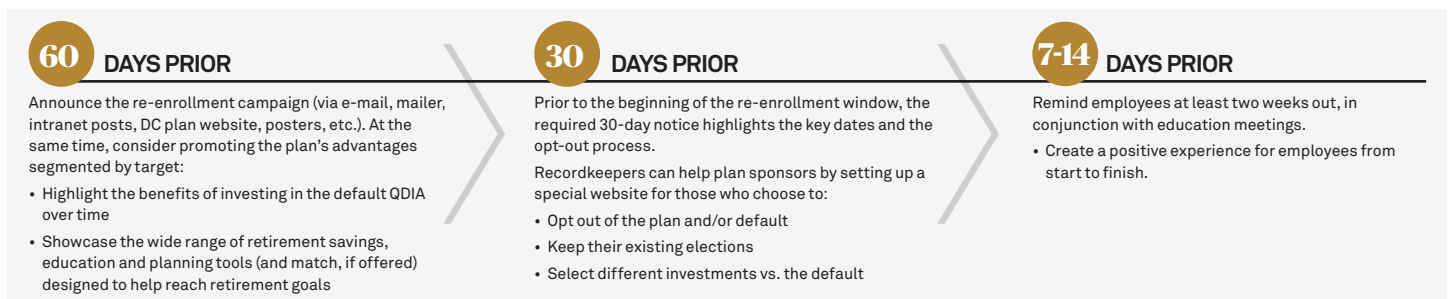 60 DAYS PRIOR
Announce the re-enrollment campaign (via e-mail, mailer,
intranet posts, DC plan website, posters, etc.). At the
same time, consider promoting the plan's advantages
segmented by target:
• Highlight the benefits of investing in the default QDIA
over time
• Showcase the wide range of retirement savings,
education and planning tools (and match, if offered)
designed to help reach retirement goals
30 DAYS PRIOR
Prior to the beginning of the re-enrollment window, the
required 30-day notice highlights the key dates and the
opt-out process.
Recordkeepers can help plan sponsors by setting up a
special website for those who choose to:
• Opt out of the plan and/or default
• Keep their existing elections
• Select different investments vs. the default
7-14 DAYS PRIOR
Remind employees at least two weeks out, in
conjunction with education meetings.
• Create a positive experience for employees from
start to finish.